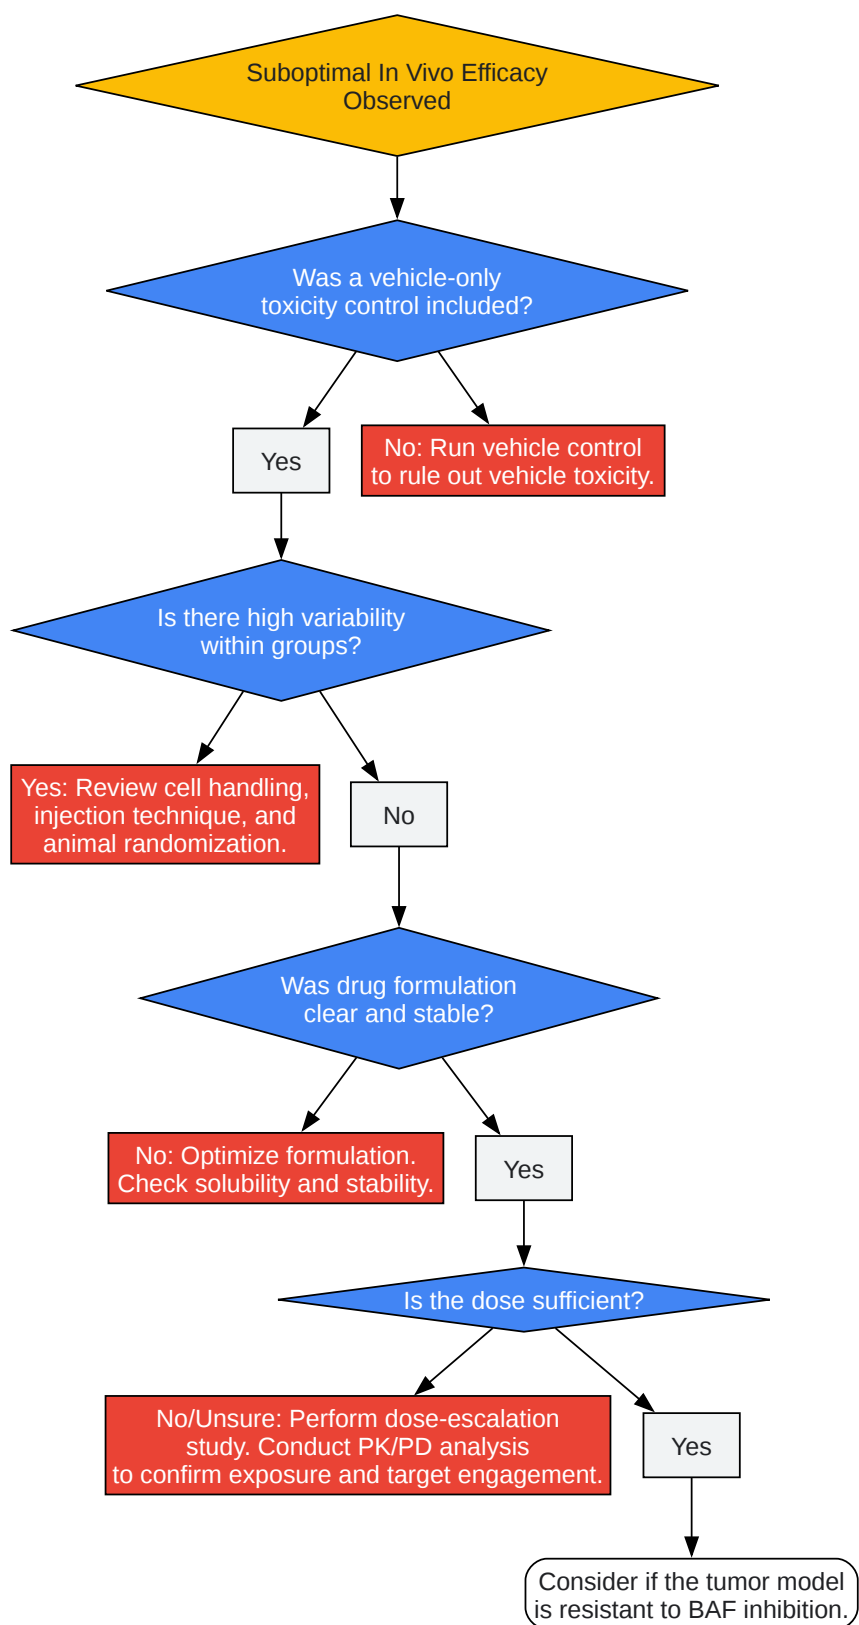 Suboptimal In Vivo Efficacy
Observed
Was a vehicle-only
toxicity control included?
Yes
No: Run vehicle control
to rule out vehicle toxicity.
Is there high variability
within groups?
Yes: Review cell handling,
injection technique, and
animal randomization.
No
Was drug formulation
clear and stable?
No: Optimize formulation.
Check solubility and stability.
Yes
Is the dose sufficient?
No/Unsure: Perform dose-escalation
study. Conduct PK/PD analysis
to confirm exposure and target engagement.
Yes
Consider if the tumor model
is resistant to BAF inhibition.